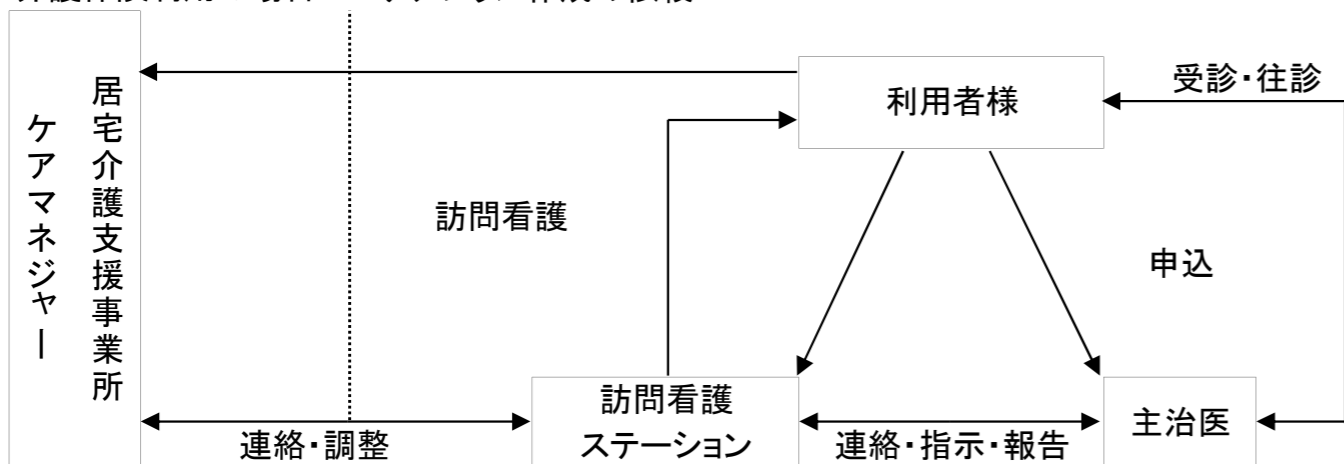 居宅介護支援事業所
ケアマネジャー
利用者様
受診・往診
訪問看護
申込
訪問看護
ステーション
主治医
連絡・調整
連絡・指示・報告